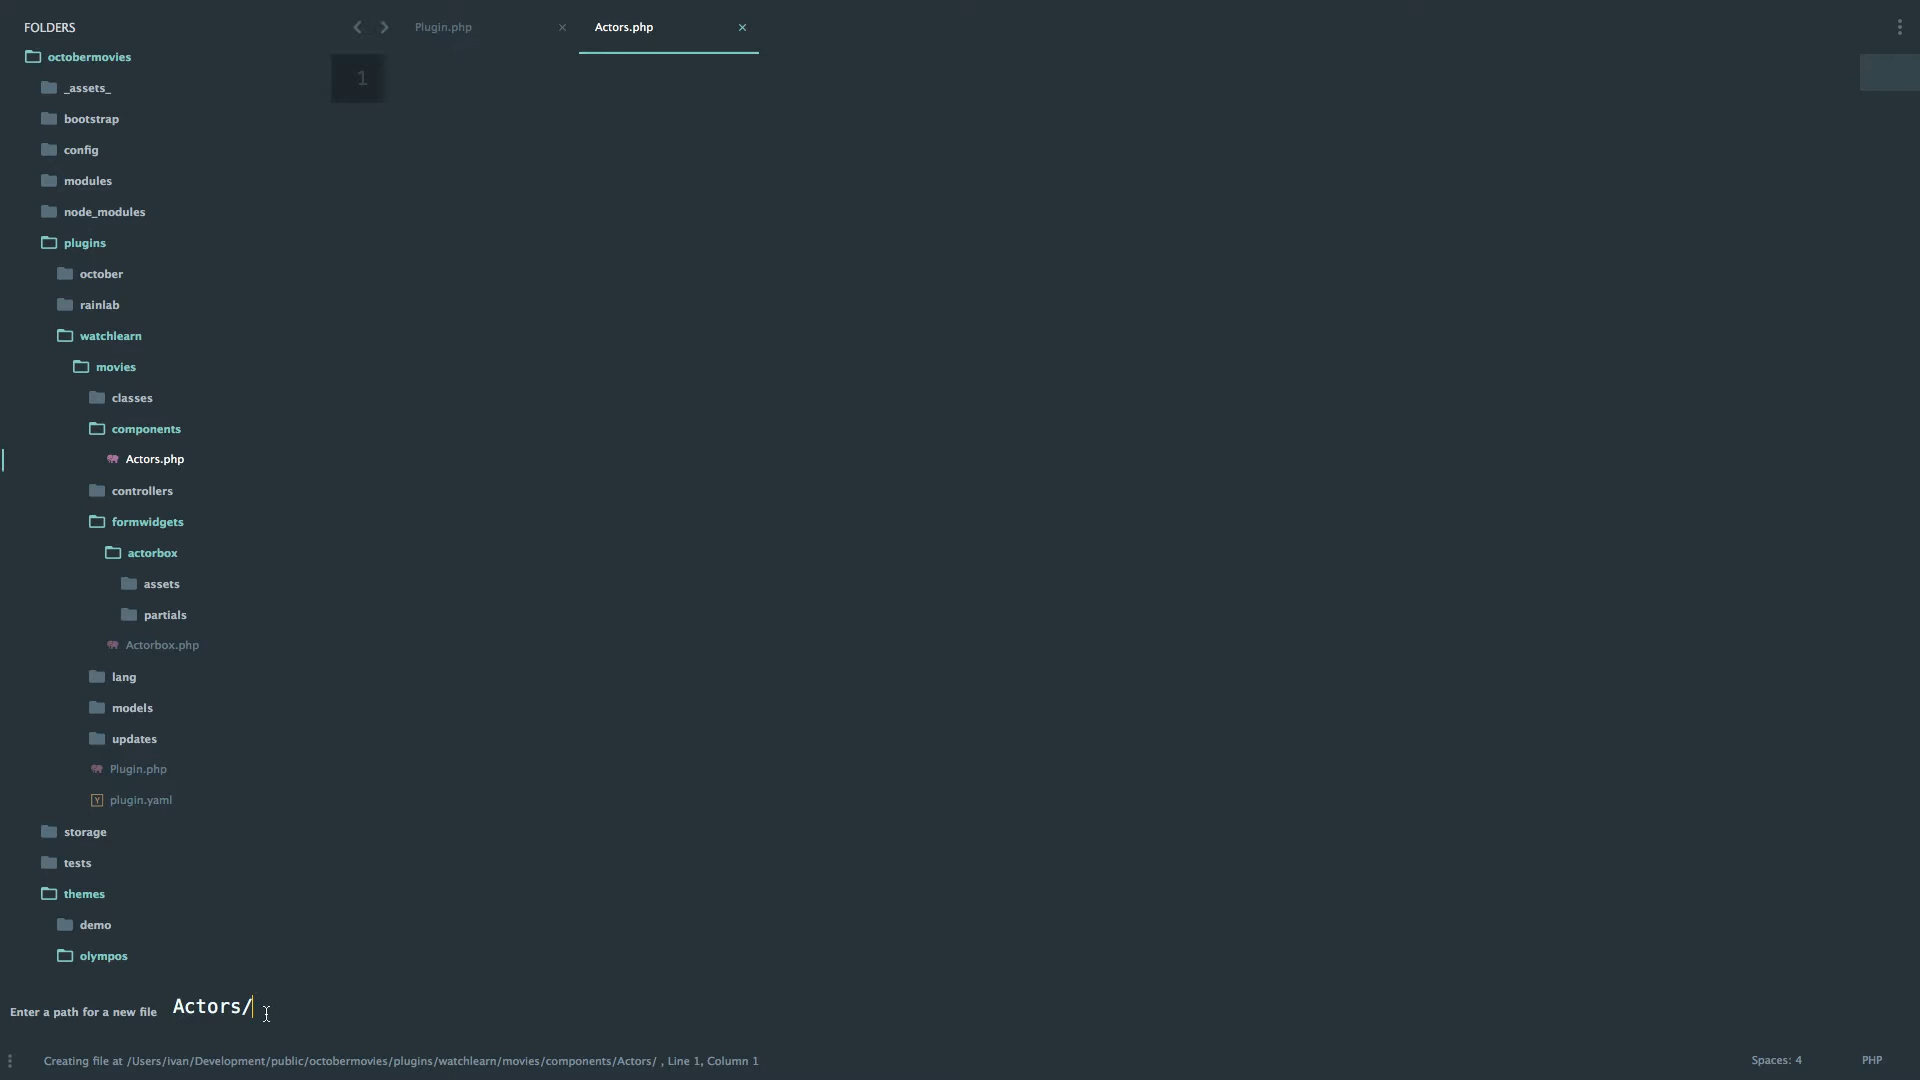 FOLDERS
Plugin.php
Actors.php
octobermovies
1
_assets_
bootstrap
config
modules
node_modules
plugins
october
rainlab
watchlearn
movies
classes
components
Actors.php
controllers
formwidgets
actorbox
assets
partials
Actorbox.php
lang
models
updates
Plugin.php
plugin.yaml
storage
tests
themes
demo
olympos
Enter a path for a new file Actors/
Creating file at /Users/ivan/Development/public/octobermovies/plugins/watchlearn/movies/components/Actors/ , Line 1, Column 1
Spaces: 4
PHP